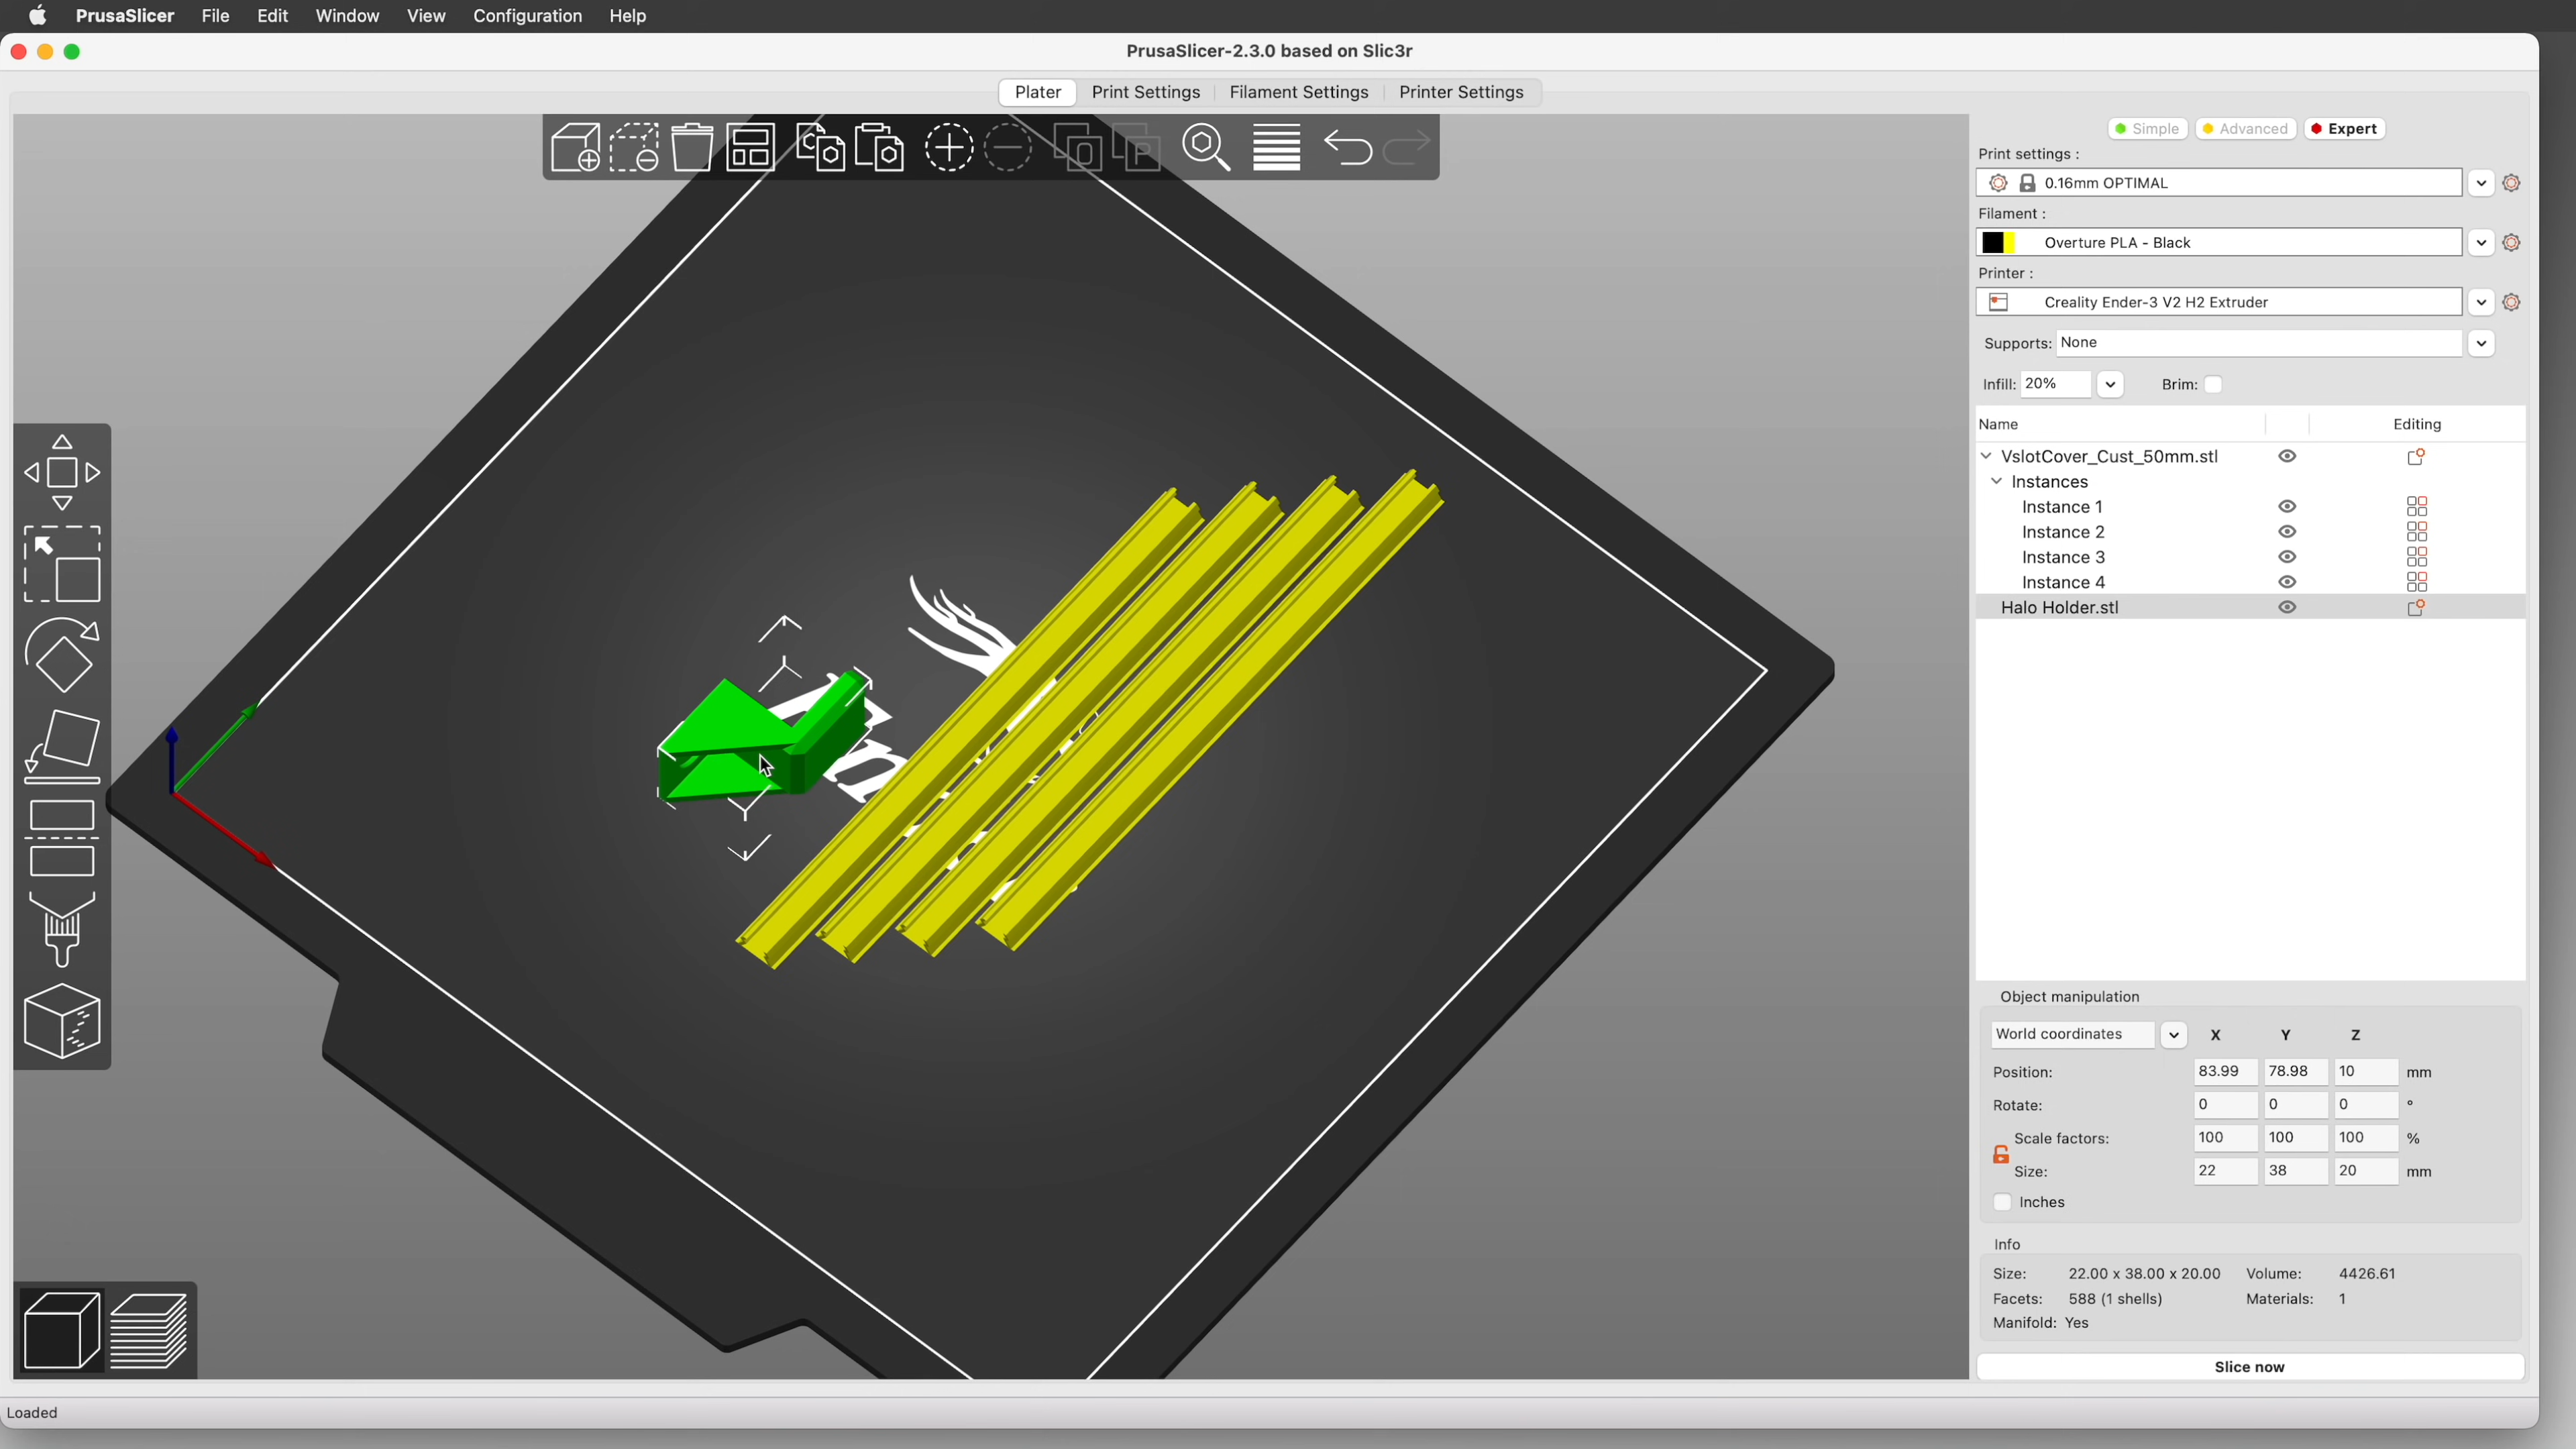 PrusaSlicer File Edit Window View Configuration Help
PrusaSlicer-2.3.0 based on Slic3r
Plater Print Settings Filament Settings Printer Settings
Simple Advanced Expert
Print settings :
0.16mm OPTIMAL
Filament :
Overture PLA - Black
Printer :
Creality Ender-3 V2 H2 Extruder
Supports: None
Infill: 20% Brim:
Name Editing
VslotCover_Cust_50mm.stl
Instances
Instance 1
Instance 2
Instance 3
Instance 4
Halo Holder.stl
Object manipulation
World coordinates X Y Z
Position: 83.99 78.98 10 mm
Rotate: 0 0 0 °
Scale factors: 100 100 100 %
Size: 22 38 20 mm
Inches
Info
Size: 22.00 x 38.00 x 20.00 Volume: 4426.61
Facets: 588 (1 shells) Materials: 1
Manifold: Yes
Slice now
Loaded